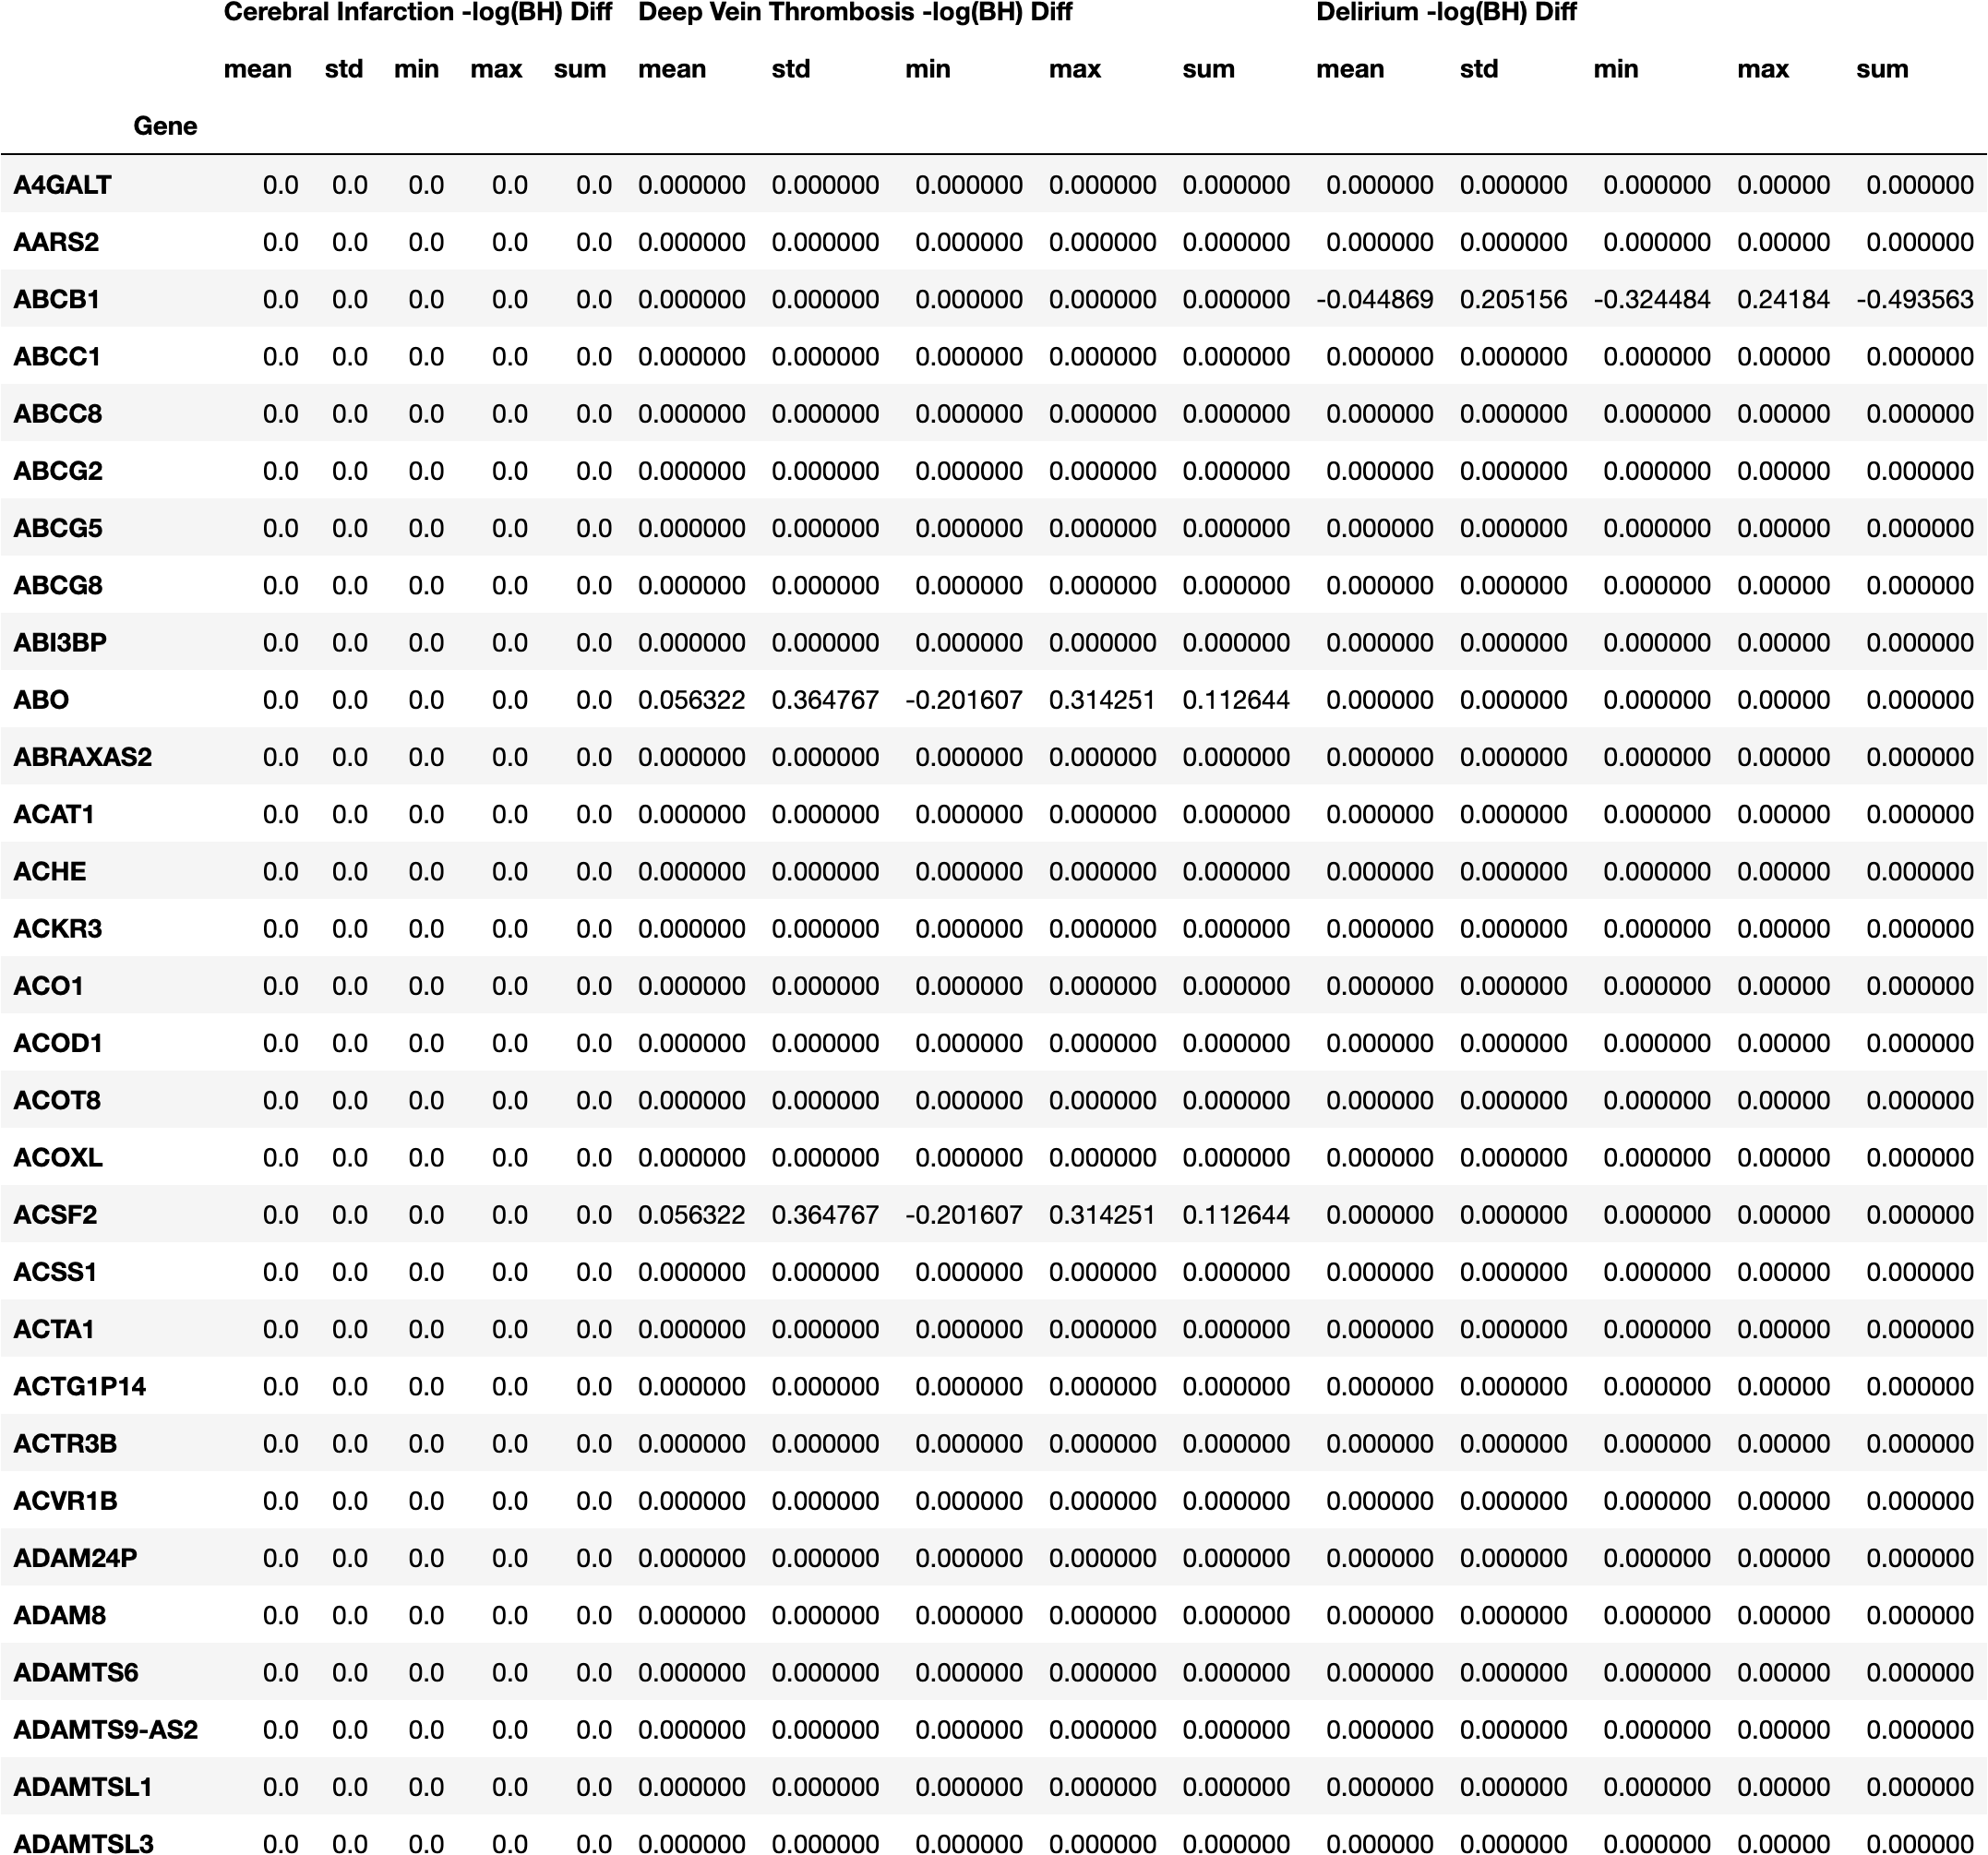 Cerebral Infarction -log(BH) Diff Deep Vein Thrombosis -log(BH) Diff Delirium -log(BH) Diff
mean std min max sum mean std min max sum mean std min max sum
Gene
A4GALT 0.0 0.0 0.0 0.0 0.0 0.000000 0.000000 0.000000 0.000000 0.000000 0.000000 0.000000 0.000000 0.00000 0.000000
AARS2 0.0 0.0 0.0 0.0 0.0 0.000000 0.000000 0.000000 0.000000 0.000000 0.000000 0.000000 0.000000 0.00000 0.000000
ABCB1 0.0 0.0 0.0 0.0 0.0 0.000000 0.000000 0.000000 0.000000 0.000000 -0.044869 0.205156 -0.324484 0.24184 -0.493563
ABCC1 0.0 0.0 0.0 0.0 0.0 0.000000 0.000000 0.000000 0.000000 0.000000 0.000000 0.000000 0.000000 0.00000 0.000000
ABCC8 0.0 0.0 0.0 0.0 0.0 0.000000 0.000000 0.000000 0.000000 0.000000 0.000000 0.000000 0.000000 0.00000 0.000000
ABCG2 0.0 0.0 0.0 0.0 0.0 0.000000 0.000000 0.000000 0.000000 0.000000 0.000000 0.000000 0.000000 0.00000 0.000000
ABCG5 0.0 0.0 0.0 0.0 0.0 0.000000 0.000000 0.000000 0.000000 0.000000 0.000000 0.000000 0.000000 0.00000 0.000000
ABCG8 0.0 0.0 0.0 0.0 0.0 0.000000 0.000000 0.000000 0.000000 0.000000 0.000000 0.000000 0.000000 0.00000 0.000000
ABI3BP 0.0 0.0 0.0 0.0 0.0 0.000000 0.000000 0.000000 0.000000 0.000000 0.000000 0.000000 0.000000 0.00000 0.000000
ABO 0.0 0.0 0.0 0.0 0.0 0.056322 0.364767 -0.201607 0.314251 0.112644 0.000000 0.000000 0.000000 0.00000 0.000000
ABRAXAS2 0.0 0.0 0.0 0.0 0.0 0.000000 0.000000 0.000000 0.000000 0.000000 0.000000 0.000000 0.000000 0.00000 0.000000
ACAT1 0.0 0.0 0.0 0.0 0.0 0.000000 0.000000 0.000000 0.000000 0.000000 0.000000 0.000000 0.000000 0.00000 0.000000
ACHE 0.0 0.0 0.0 0.0 0.0 0.000000 0.000000 0.000000 0.000000 0.000000 0.000000 0.000000 0.000000 0.00000 0.000000
ACKR3 0.0 0.0 0.0 0.0 0.0 0.000000 0.000000 0.000000 0.000000 0.000000 0.000000 0.000000 0.000000 0.00000 0.000000
ACO1 0.0 0.0 0.0 0.0 0.0 0.000000 0.000000 0.000000 0.000000 0.000000 0.000000 0.000000 0.000000 0.00000 0.000000
ACOD1 0.0 0.0 0.0 0.0 0.0 0.000000 0.000000 0.000000 0.000000 0.000000 0.000000 0.000000 0.000000 0.00000 0.000000
ACOT8 0.0 0.0 0.0 0.0 0.0 0.000000 0.000000 0.000000 0.000000 0.000000 0.000000 0.000000 0.000000 0.00000 0.000000
ACOXL 0.0 0.0 0.0 0.0 0.0 0.000000 0.000000 0.000000 0.000000 0.000000 0.000000 0.000000 0.000000 0.00000 0.000000
ACSF2 0.0 0.0 0.0 0.0 0.0 0.056322 0.364767 -0.201607 0.314251 0.112644 0.000000 0.000000 0.000000 0.00000 0.000000
ACSS1 0.0 0.0 0.0 0.0 0.0 0.000000 0.000000 0.000000 0.000000 0.000000 0.000000 0.000000 0.000000 0.00000 0.000000
ACTA1 0.0 0.0 0.0 0.0 0.0 0.000000 0.000000 0.000000 0.000000 0.000000 0.000000 0.000000 0.000000 0.00000 0.000000
ACTG1P14 0.0 0.0 0.0 0.0 0.0 0.000000 0.000000 0.000000 0.000000 0.000000 0.000000 0.000000 0.000000 0.00000 0.000000
ACTR3B 0.0 0.0 0.0 0.0 0.0 0.000000 0.000000 0.000000 0.000000 0.000000 0.000000 0.000000 0.000000 0.00000 0.000000
ACVR1B 0.0 0.0 0.0 0.0 0.0 0.000000 0.000000 0.000000 0.000000 0.000000 0.000000 0.000000 0.000000 0.00000 0.000000
ADAM24P 0.0 0.0 0.0 0.0 0.0 0.000000 0.000000 0.000000 0.000000 0.000000 0.000000 0.000000 0.000000 0.00000 0.000000
ADAM8 0.0 0.0 0.0 0.0 0.0 0.000000 0.000000 0.000000 0.000000 0.000000 0.000000 0.000000 0.000000 0.00000 0.000000
ADAMTS6 0.0 0.0 0.0 0.0 0.0 0.000000 0.000000 0.000000 0.000000 0.000000 0.000000 0.000000 0.000000 0.00000 0.000000
ADAMTS9-AS2 0.0 0.0 0.0 0.0 0.0 0.000000 0.000000 0.000000 0.000000 0.000000 0.000000 0.000000 0.000000 0.00000 0.000000
ADAMTSL1 0.0 0.0 0.0 0.0 0.0 0.000000 0.000000 0.000000 0.000000 0.000000 0.000000 0.000000 0.000000 0.00000 0.000000
ADAMTSL3 0.0 0.0 0.0 0.0 0.0 0.000000 0.000000 0.000000 0.000000 0.000000 0.000000 0.000000 0.000000 0.00000 0.000000